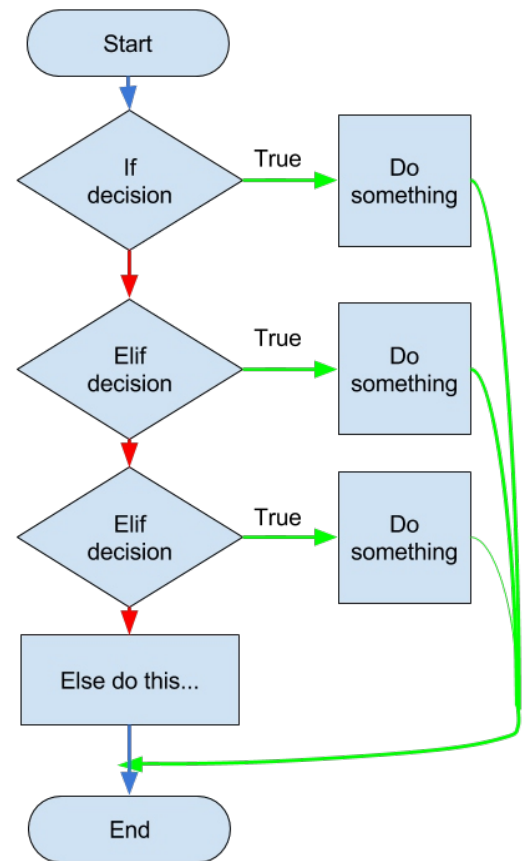 Start
If
decision
True
Do
something
Elif
decision
True
Do
something
Elif
decision
True
Do
something
Else do this...
End